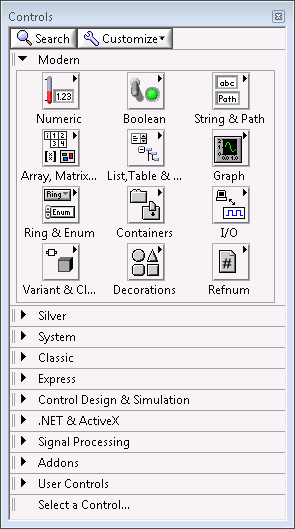 Controls
Search Customize
Modern
1.23 abc
Path
Numeric Boolean String & Path
1 2
3 4
Array, Matrix... List,Table & ... Graph
Ring
Enum
Ring & Enum Containers I/O
#
Variant & Cl... Decorations Refnum
Silver
System
Classic
Express
Control Design & Simulation
.NET & ActiveX
Signal Processing
Addons
User Controls
Select a Control...